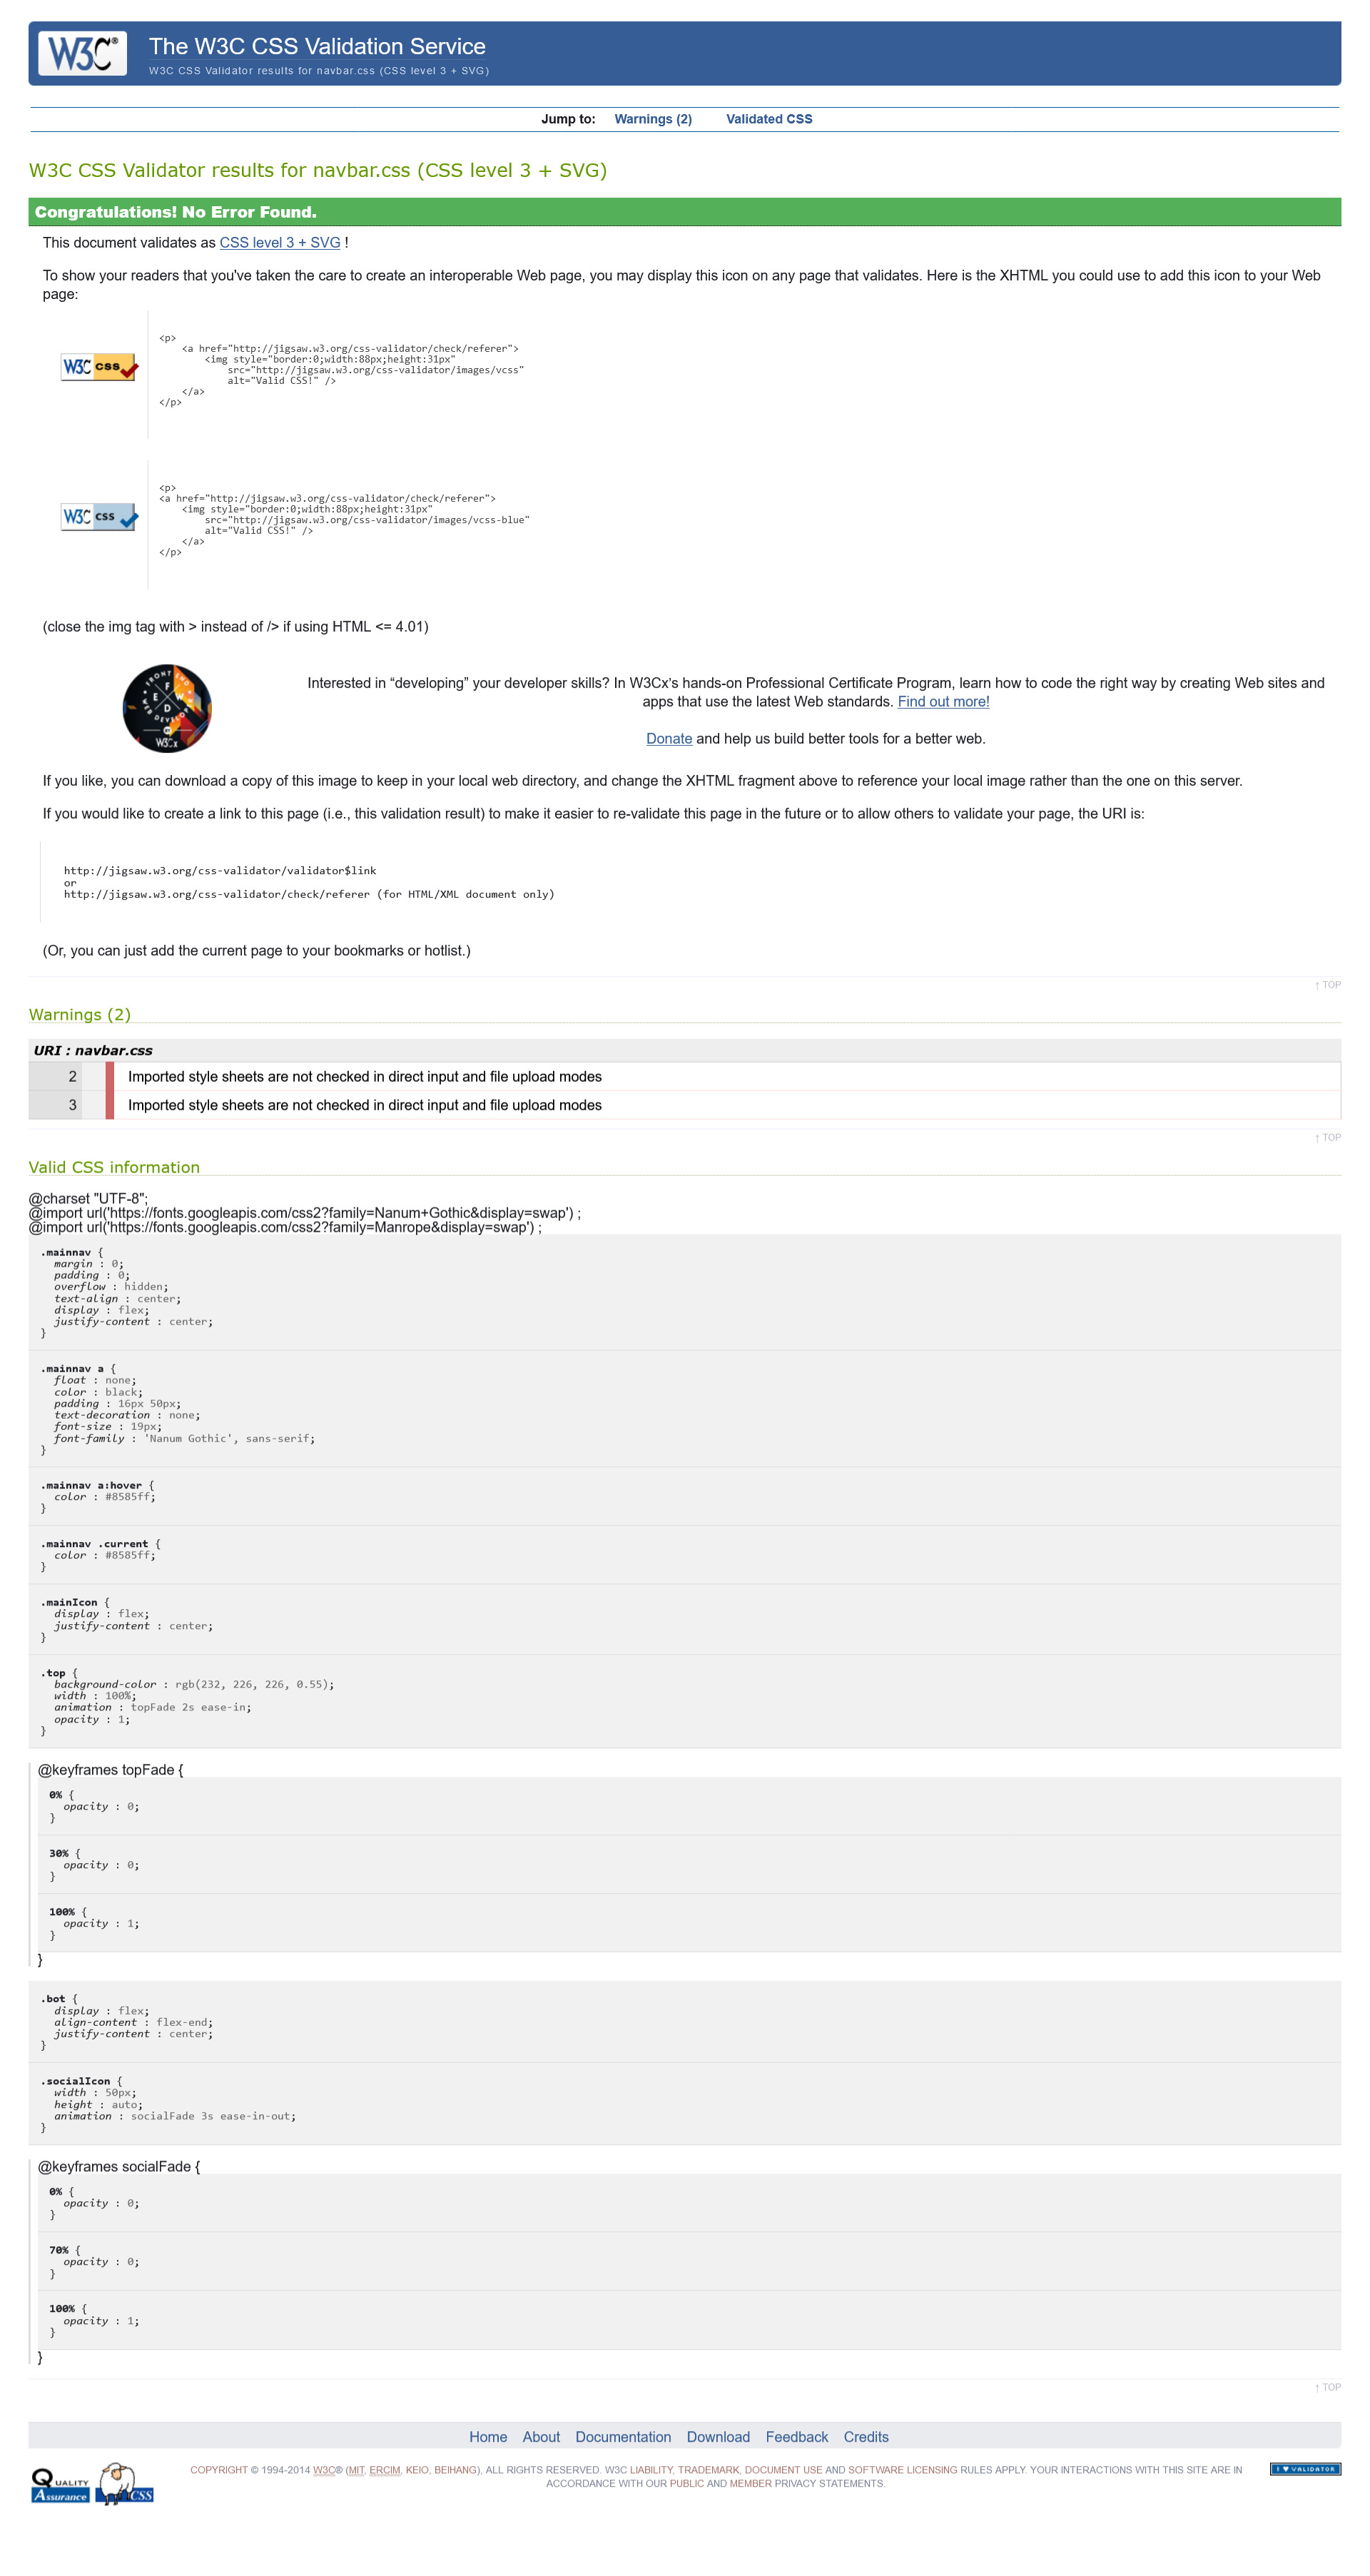 W3C®
The W3C CSS Validation Service
W3C CSS Validator results for navbar.css (CSS level 3 + SVG)
Jump to: Warnings (2) Validated CSS
W3C CSS Validator results for navbar.css (CSS level 3 + SVG)
Congratulations! No Error Found.
This document validates as CSS level 3 + SVG !
To show your readers that you've taken the care to create an interoperable Web page, you may display this icon on any page that validates. Here is the XHTML you could use to add this icon to your Web
page:
W3C css
<p>
<a href="http://jigsaw.w3.org/css-validator/check/referer">
<img style="border:0;width:88px;height:31px"
src="http://jigsaw.w3.org/css-validator/images/vcss"
alt="Valid CSS!" />
</a>
</p>
W3C css
<p>
<a href="http://jigsaw.w3.org/css-validator/check/referer">
<img style="border:0;width:88px;height:31px"
src="http://jigsaw.w3.org/css-validator/images/vcss-blue"
alt="Valid CSS!" />
</a>
</p>
(close the img tag with > instead of /> if using HTML <= 4.01)
FRONT END
F
E W
D
WEB DEVELOPER
W3Cx
Interested in “developing” your developer skills? In W3Cx's hands-on Professional Certificate Program, learn how to code the right way by creating Web sites and
apps that use the latest Web standards. Find out more!
Donate and help us build better tools for a better web.
If you like, you can download a copy of this image to keep in your local web directory, and change the XHTML fragment above to reference your local image rather than the one on this server.
If you would like to create a link to this page (i.e., this validation result) to make it easier to re-validate this page in the future or to allow others to validate your page, the URI is:
http://jigsaw.w3.org/css-validator/validator$link
or
http://jigsaw.w3.org/css-validator/check/referer (for HTML/XML document only)
(Or, you can just add the current page to your bookmarks or hotlist.)
↑ TOP
Warnings (2)
URI : navbar.css
2 Imported style sheets are not checked in direct input and file upload modes
3 Imported style sheets are not checked in direct input and file upload modes
↑ TOP
Valid CSS information
@charset "UTF-8";
@import url('https://fonts.googleapis.com/css2?family=Nanum+Gothic&display=swap') ;
@import url('https://fonts.googleapis.com/css2?family=Manrope&display=swap') ;
.mainnav {
margin : 0;
padding : 0;
overflow : hidden;
text-align : center;
display : flex;
justify-content : center;
}
.mainnav a {
float : none;
color : black;
padding : 16px 50px;
text-decoration : none;
font-size : 19px;
font-family : 'Nanum Gothic', sans-serif;
}
.mainnav a:hover {
color : #8585ff;
}
.mainnav .current {
color : #8585ff;
}
.mainIcon {
display : flex;
justify-content : center;
}
.top {
background-color : rgb(232, 226, 226, 0.55);
width : 100%;
animation : topFade 2s ease-in;
opacity : 1;
}
@keyframes topFade {
0% {
opacity : 0;
}
30% {
opacity : 0;
}
100% {
opacity : 1;
}
}
.bot {
display : flex;
align-content : flex-end;
justify-content : center;
}
.socialIcon {
width : 50px;
height : auto;
animation : socialFade 3s ease-in-out;
}
@keyframes socialFade {
0% {
opacity : 0;
}
70% {
opacity : 0;
}
100% {
opacity : 1;
}
}
↑ TOP
Home About Documentation Download Feedback Credits
QUALITY
Assurance
CSS
COPYRIGHT © 1994-2014 W3C® (MIT, ERCIM, KEIO, BEIHANG), ALL RIGHTS RESERVED. W3C LIABILITY, TRADEMARK, DOCUMENT USE AND SOFTWARE LICENSING RULES APPLY. YOUR INTERACTIONS WITH THIS SITE ARE IN
ACCORDANCE WITH OUR PUBLIC AND MEMBER PRIVACY STATEMENTS.
I ♥ VALIDATOR